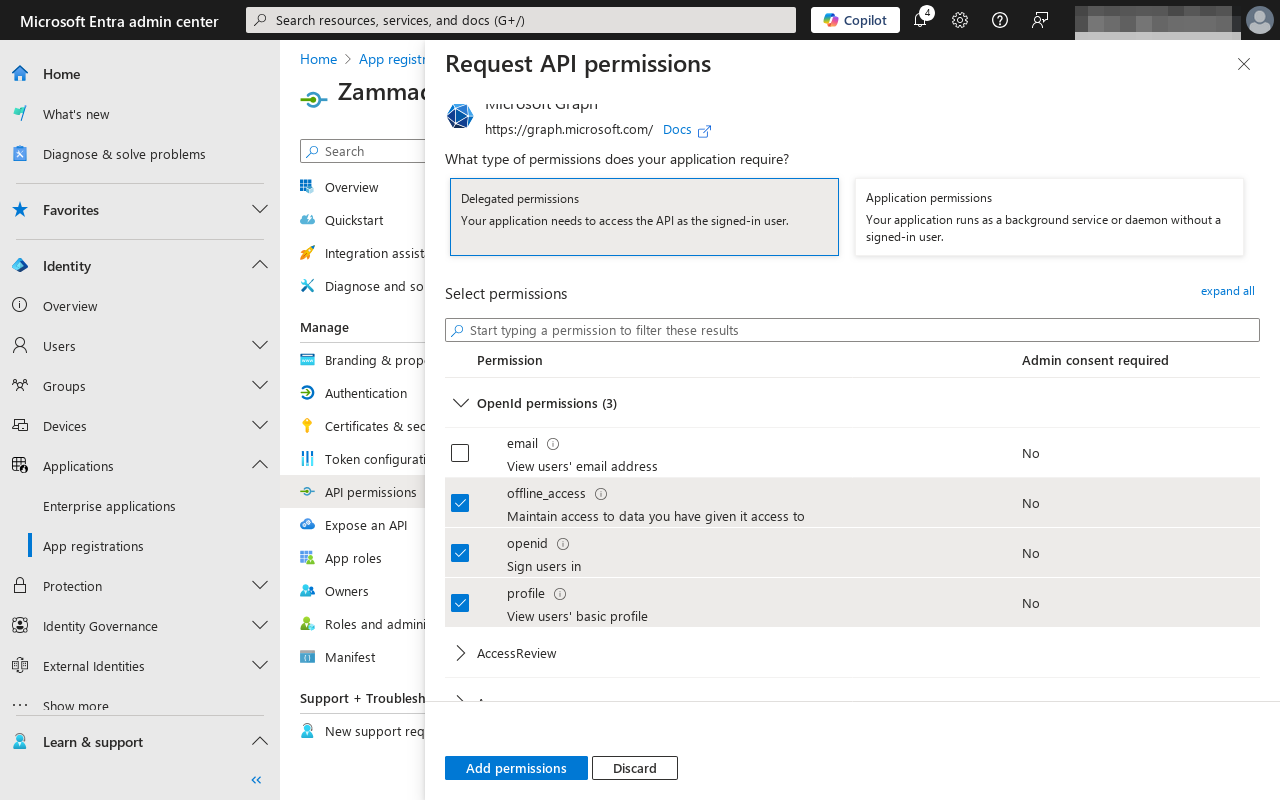 Microsoft Entra admin center
Search resources, services, and docs (G+/)
Copilot
4
Home
What's new
Diagnose & solve problems
Favorites
Identity
Overview
Users
Groups
Devices
Applications
Enterprise applications
App registrations
Protection
Identity Governance
External Identities
Show more
Learn & support
Home
App registr
Zammad
Search
Overview
Quickstart
Integration assist
Diagnose and so
Manage
Branding & prop
Authentication
Certificates & sec
Token configurati
API permissions
Expose an API
App roles
Owners
Roles and admini
Manifest
Support + Troublesh
New support req
Request API permissions
Microsoft Graph
https://graph.microsoft.com/ Docs
What type of permissions does your application require?
Delegated permissions
Your application needs to access the API as the signed-in user.
Application permissions
Your application runs as a background service or daemon without a
signed-in user.
Select permissions
expand all
Start typing a permission to filter these results
Permission
Admin consent required
OpenId permissions (3)
email
View users' email address
No
offline_access
Maintain access to data you have given it access to
No
openid
Sign users in
No
profile
View users' basic profile
No
AccessReview
Add permissions
Discard